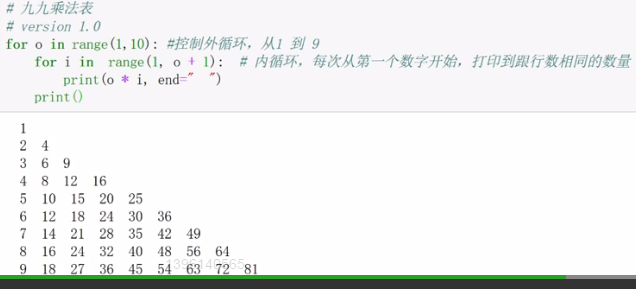 # 九九乘法表
# version 1.0
for o in range(1,10): #控制外循环，从1 到 9
    for i in  range(1, o + 1):  # 内循环，每次从第一个数字开始，打印到跟行数相同的数量
        print(o * i, end="  ")
    print()
1
2  4
3  6  9
4  8  12  16
5  10  15  20  25
6  12  18  24  30  36
7  14  21  28  35  42  49
8  16  24  32  40  48  56  64
9  18  27  36  45  54  63  72  81